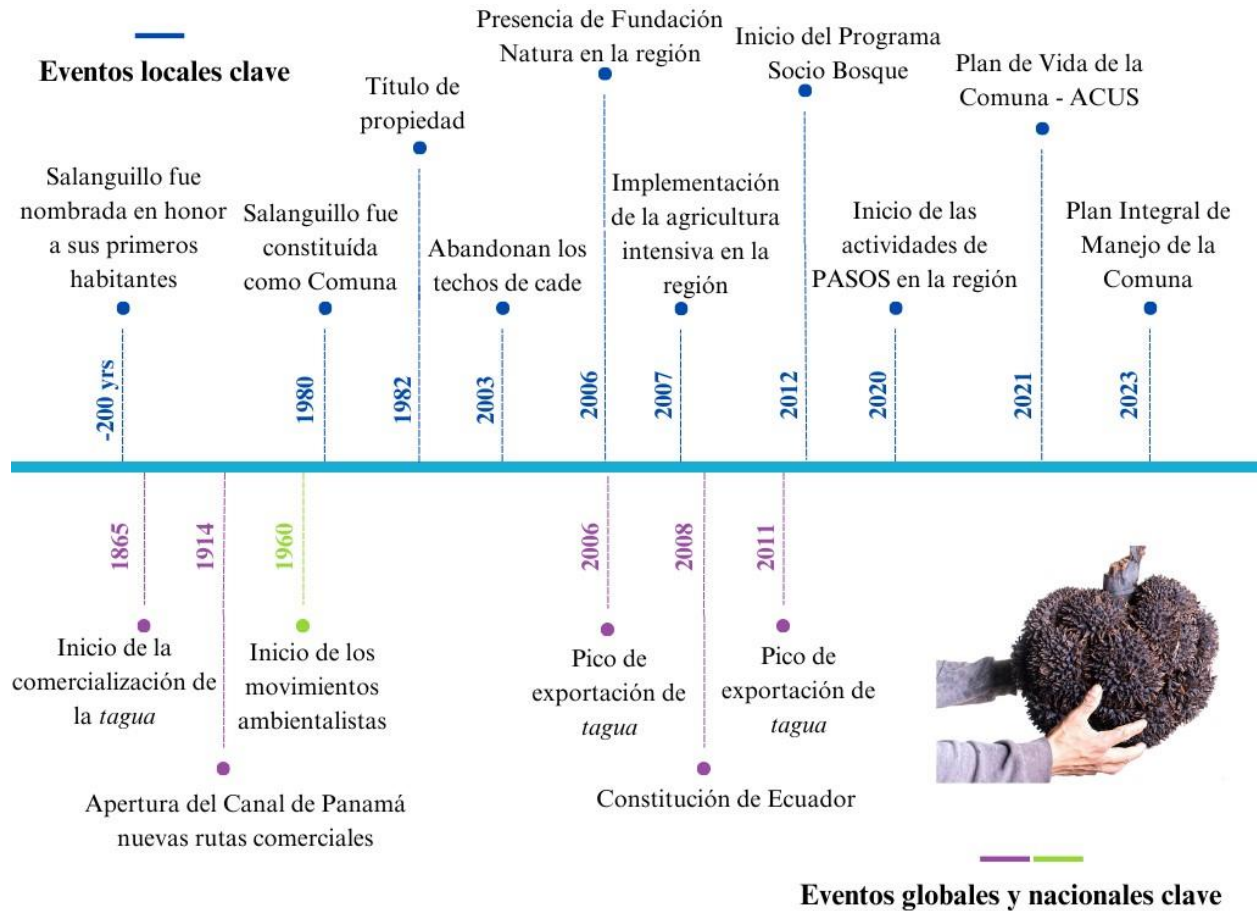 Eventos locales clave
Salanguillo fue
nombrada en honor
a sus primeros
habitantes
-200 yrs
Salanguillo fue
constituída
como Comuna
1980
Título de
propiedad
1982
Abandonan los
techos de cade
2003
Presencia de Fundación
Natura en la región
2006
Implementación
de la agricultura
intensiva en la
región
2007
Inicio del Programa
Socio Bosque
2012
Inicio de las
actividades de
PASOS en la región
2020
Plan de Vida de la
Comuna - ACUS
2021
Plan Integral de
Manejo de la
Comuna
2023
1865
Inicio de la
comercialización de
la tagua
1914
Apertura del Canal de Panamá
nuevas rutas comerciales
1960
Inicio de los
movimientos
ambientalistas
2006
Pico de
exportación de
tagua
2008
Constitución de Ecuador
2011
Pico de
exportación de
tagua
Eventos globales y nacionales clave